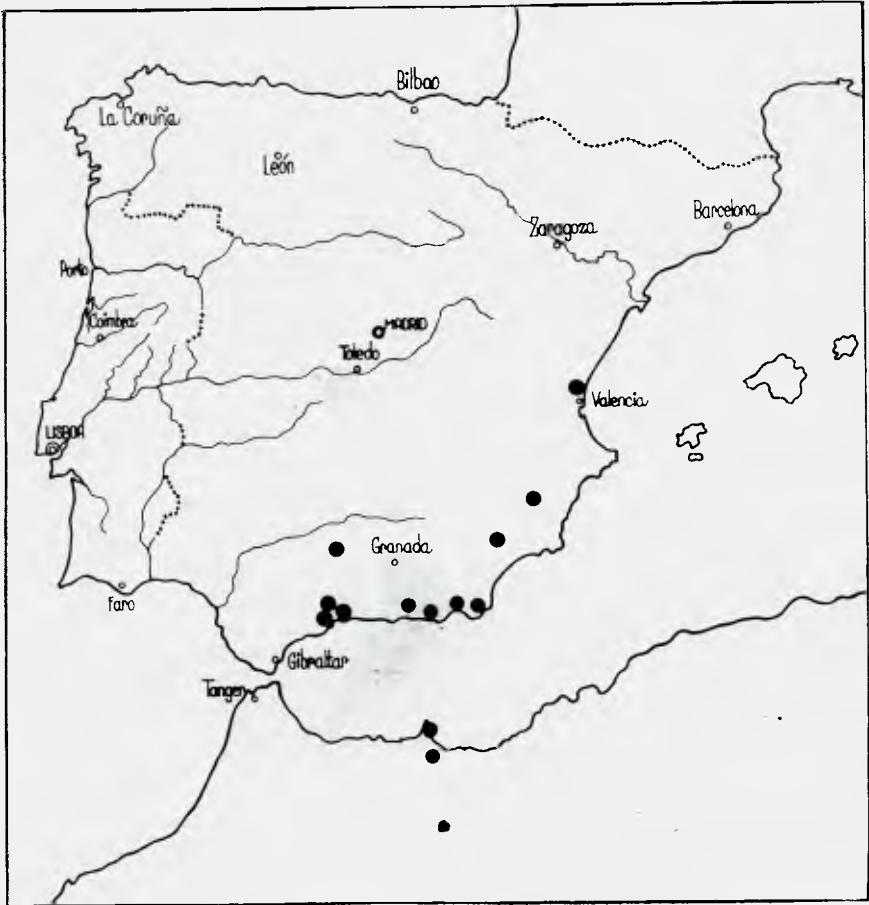 Bilbao
La Coruña
León
Barcelona
Zaragoza
Porto
Coimbra
MADRID
Toledo
Valencia
LISBOA
Granada
Faro
Gibraltar
Tanger